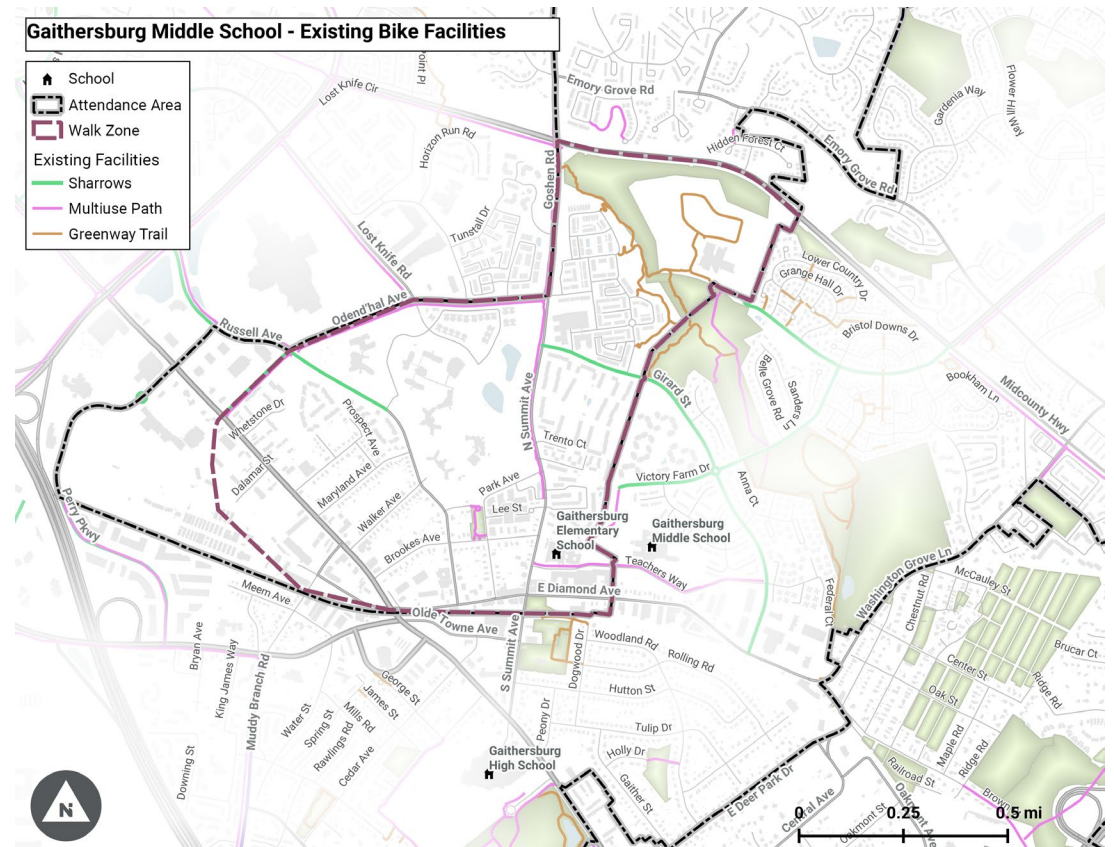 Gaithersburg Middle School - Existing Bike Facilities
School
Attendance Area
Walk Zone
Existing Facilities
Sharrows
Multiuse Path
Greenway Trail
Point Pl
Lost Knife Cir
Horizon Run Rd
Emory Grove Rd
Gardenia Way
Flower Hill Way
Hidden Forest Ct
Emory Grove Rd
Goshen Rd
Tunstall Dr
Lost Knife Rd
Lower Country Dr
Grange Hall Dr
Odend'hal Ave
Russell Ave
Bristol Downs Dr
Bookham Ln
Midcounty Hwy
Girard St
Belle Grove Rd
Sanders Ln
N Summit Ave
Whetstone Dr
Prospect Ave
Trento Ct
Dalamar St
Maryland Ave
Park Ave
Victory Farm Dr
Anna Ct
Walker Ave
Lee St
Perry Pkwy
Brookes Ave
Gaithersburg
Elementary
School
Gaithersburg
Middle School
Teachers Way
Washington Grove Ln
McCauley St
Chestnut Rd
Federal Ct
Meem Ave
E Diamond Ave
Olde Towne Ave
S Summit Ave
Dogwood Dr
Woodland Rd
Rolling Rd
Bryan Ave
King James Way
Muddy Branch Rd
Brucar Ct
Center St
Ridge Rd
Oak St
George St
James St
Mills Rd
Hutton St
Water St
Spring St
Rawlings Rd
Cedar Ave
Peony Dr
Tulip Dr
Maple Rd
Ridge Rd
Holly Dr
Gaithersburg
High School
Gaither St
Downing St
Railroad St
E Deer Park Dr
Central Ave
Oakmont St
Oakmont Ave
Brown
N
0
0.25
0.5 mi